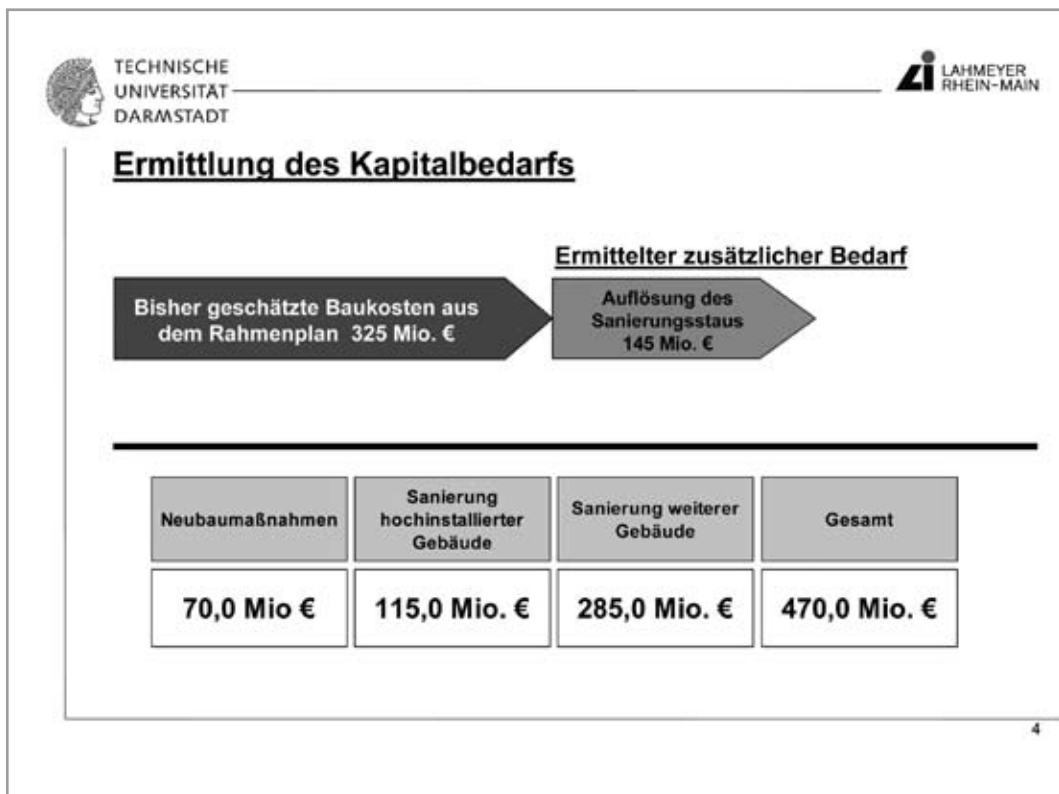 TECHNISCHE
UNIVERSITÄT
DARMSTADT
LAHMEYER
RHEIN-MAIN
Ermittlung des Kapitalbedarfs
Ermittelter zusätzlicher Bedarf
Bisher geschätzte Baukosten aus
dem Rahmenplan 325 Mio. €
Auflösung des
Sanierungsstaus
145 Mio. €
Neubaumaßnahmen
Sanierung
hochinstallierter
Gebäude
Sanierung weiterer
Gebäude
Gesamt
70,0 Mio €
115,0 Mio. €
285,0 Mio. €
470,0 Mio. €
4